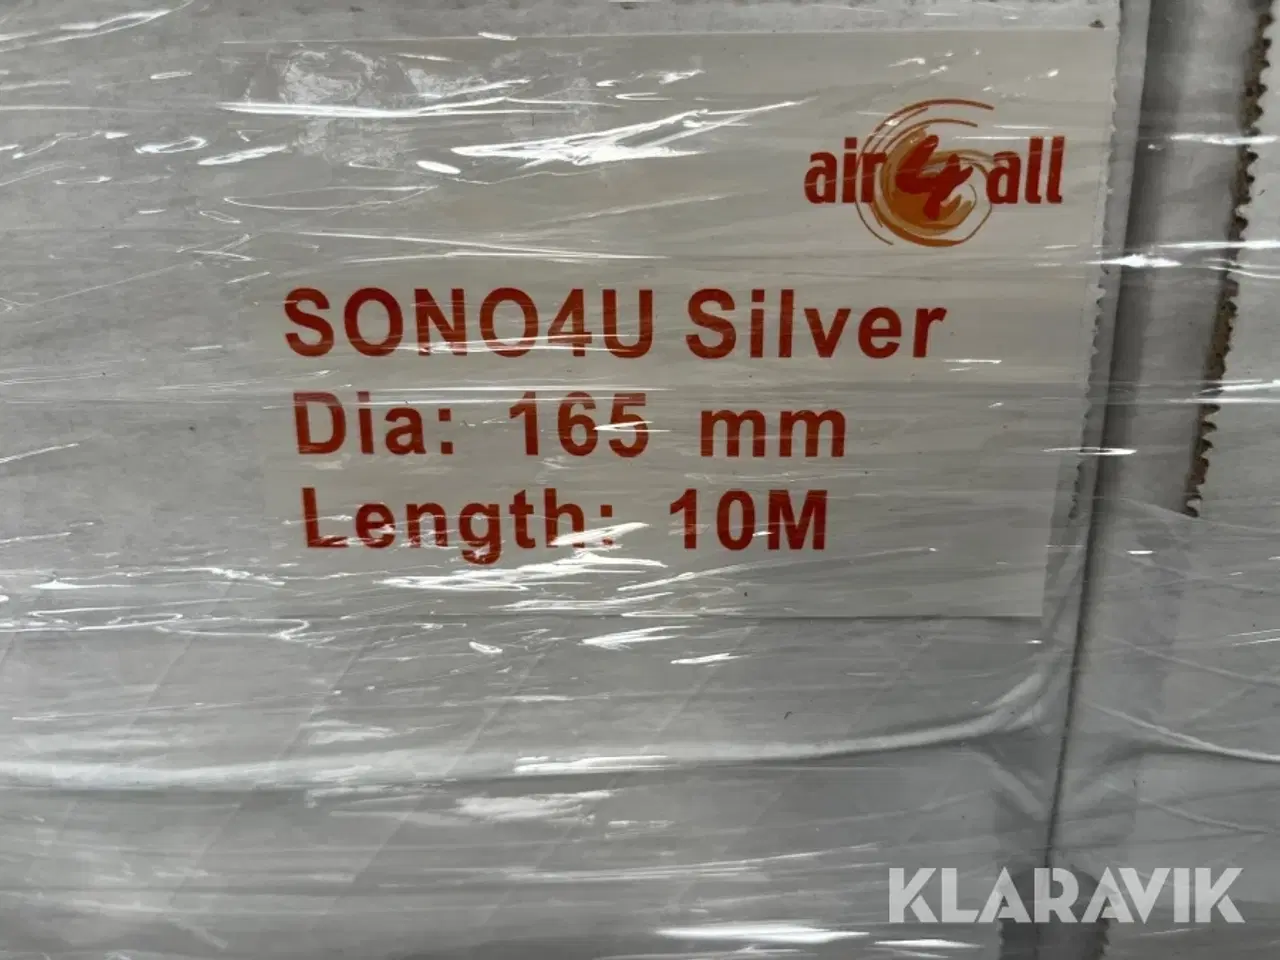 air4all
SONO4U Silver
Dia: 165 mm
Length: 10M
KLARAVIK